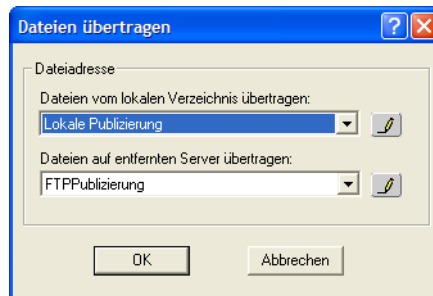 Dateien übertragen
Dateiadresse
Dateien vom lokalen Verzeichnis übertragen:
Lokale Publizierung
Dateien auf entfernten Server übertragen:
FTPPublizierung
OK Abbrechen